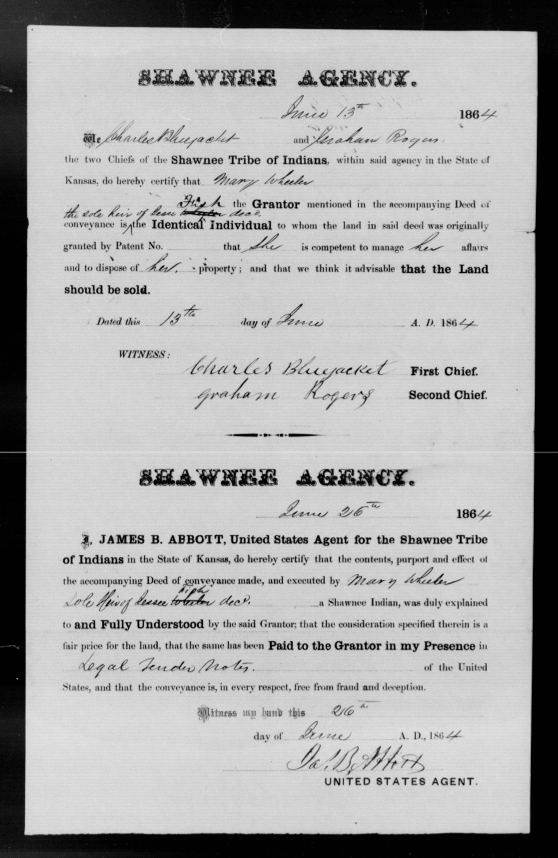 SHAWNEE AGENCY.
June 13th 1864
We Charles Bluejacket and Graham Rogers.
the two Chiefs of the Shawnee Tribe of Indians, within said agency in the State of
Kansas, do hereby certify that Mary Wheeler
the Grantor mentioned in the accompanying Deed of
the sole heir of decd.
conveyance is the Identical Individual to whom the land in said deed was originally
granted by Patent No. that She is competent to manage her affairs
and to dispose of her. property; and that we think it advisable that the Land
should be sold.
Dated this 13th day of June A. D. 1864
WITNESS:
Charles Bluejacket First Chief.
Graham Rogers Second Chief.
SHAWNEE AGENCY.
June 26th 1864
I, JAMES B. ABBOTT, United States Agent for the Shawnee Tribe
of Indians in the State of Kansas, do hereby certify that the contents, purport and effect of
the accompanying Deed of conveyance made, and executed by Mary Wheeler
Sole Heir of decd. a Shawnee Indian, was duly explained
to and Fully Understood by the said Grantor; that the consideration specified therein is a
fair price for the land, that the same has been Paid to the Grantor in my Presence in
Legal Tender Notes. of the United
States, and that the conveyance is, in every respect, free from fraud and deception.
Witness my hand this 26th
day of June A. D., 1864
Jas. B. Abbott
UNITED STATES AGENT.